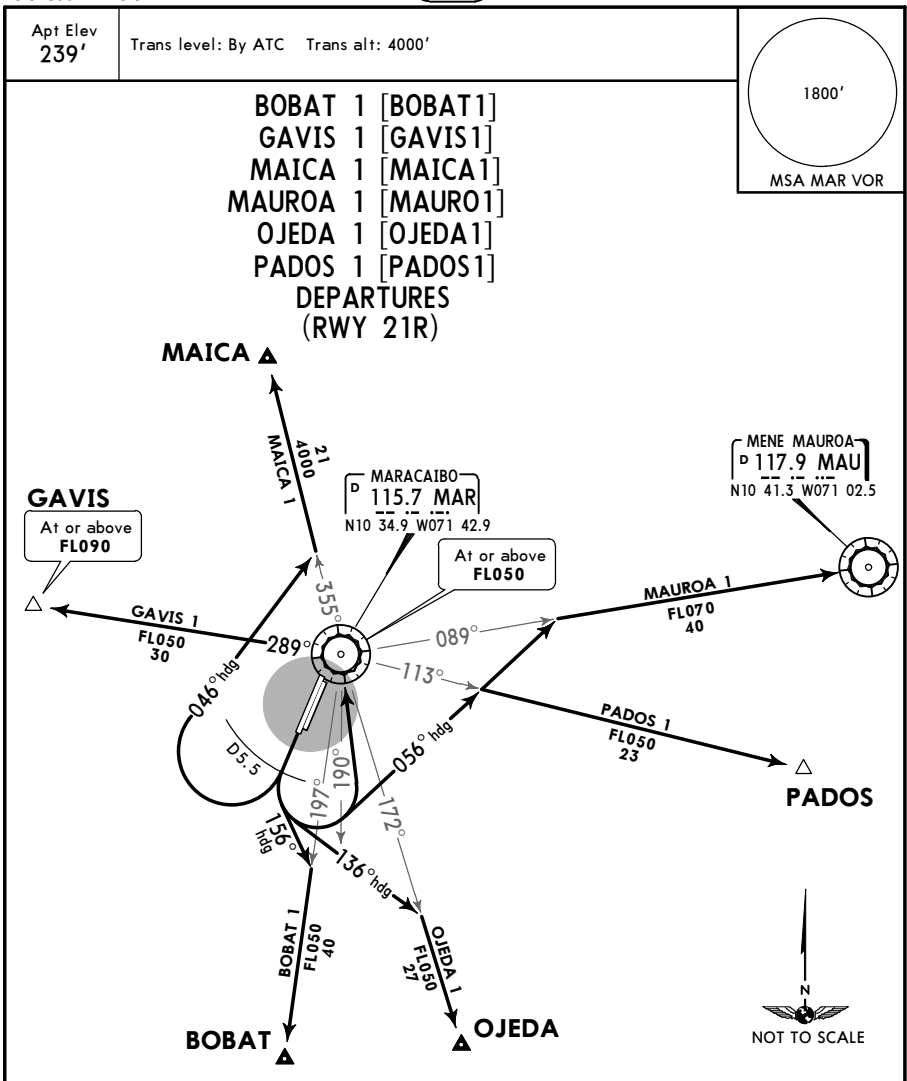 Apt Elev
239'
Trans level: By ATC Trans alt: 4000'
1800'
MSA MAR VOR
BOBAT 1 [BOBAT1]
GAVIS 1 [GAVIS1]
MAICA 1 [MAICA1]
MAUROA 1 [MAURO1]
OJEDA 1 [OJEDA1]
PADOS 1 [PADOS1]
DEPARTURES
(RWY 21R)
MAICA
21
4000
MAICA 1
MENE MAUROA
D 117.9 MAU
N10 41.3 W071 02.5
MARACAIBO
D 115.7 MAR
N10 34.9 W071 42.9
GAVIS
At or above
FL090
At or above
FL050
355°
MAUROA 1
FL070
40
GAVIS 1
FL050
30
289°
089°
113°
046° hdg
056° hdg
PADOS 1
FL050
23
PADOS
D5.5
197°
190°
172°
156°
hdg
136° hdg
BOBAT 1
FL050
40
OJEDA 1
FL050
27
BOBAT
OJEDA
N
NOT TO SCALE